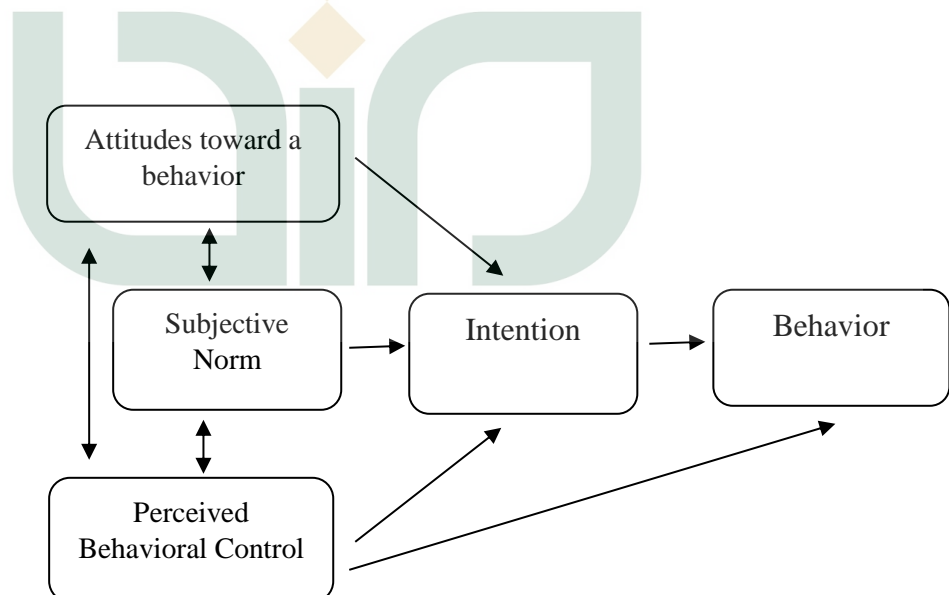 Attitudes toward a
behavior
Subjective
Norm
Intention
Behavior
Perceived
Behavioral Control